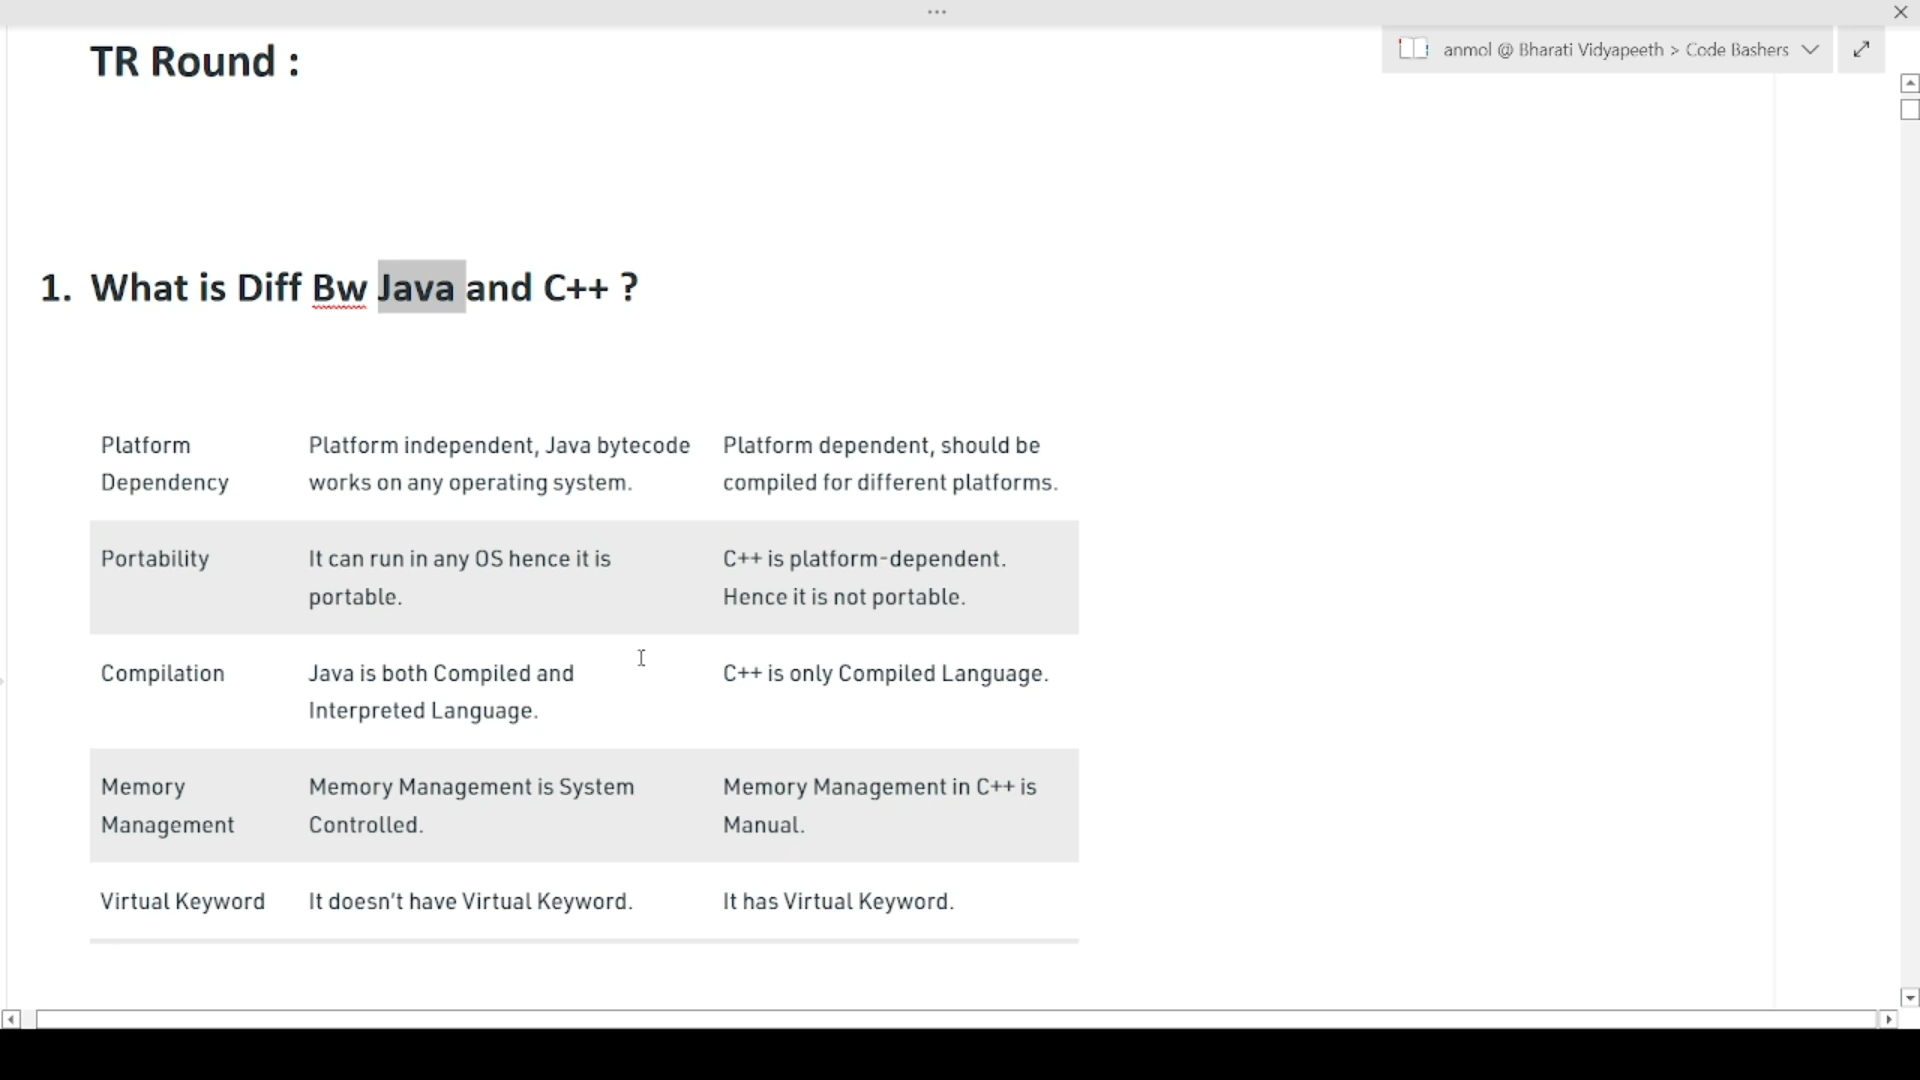 anmol @ Bharati Vidyapeeth > Code Bashers
TR Round :
1. What is Diff Bw Java and C++ ?
Platform Dependency
Platform independent, Java bytecode works on any operating system.
Platform dependent, should be compiled for different platforms.
Portability
It can run in any OS hence it is portable.
C++ is platform-dependent. Hence it is not portable.
Compilation
Java is both Compiled and Interpreted Language.
C++ is only Compiled Language.
Memory Management
Memory Management is System Controlled.
Memory Management in C++ is Manual.
Virtual Keyword
It doesn't have Virtual Keyword.
It has Virtual Keyword.